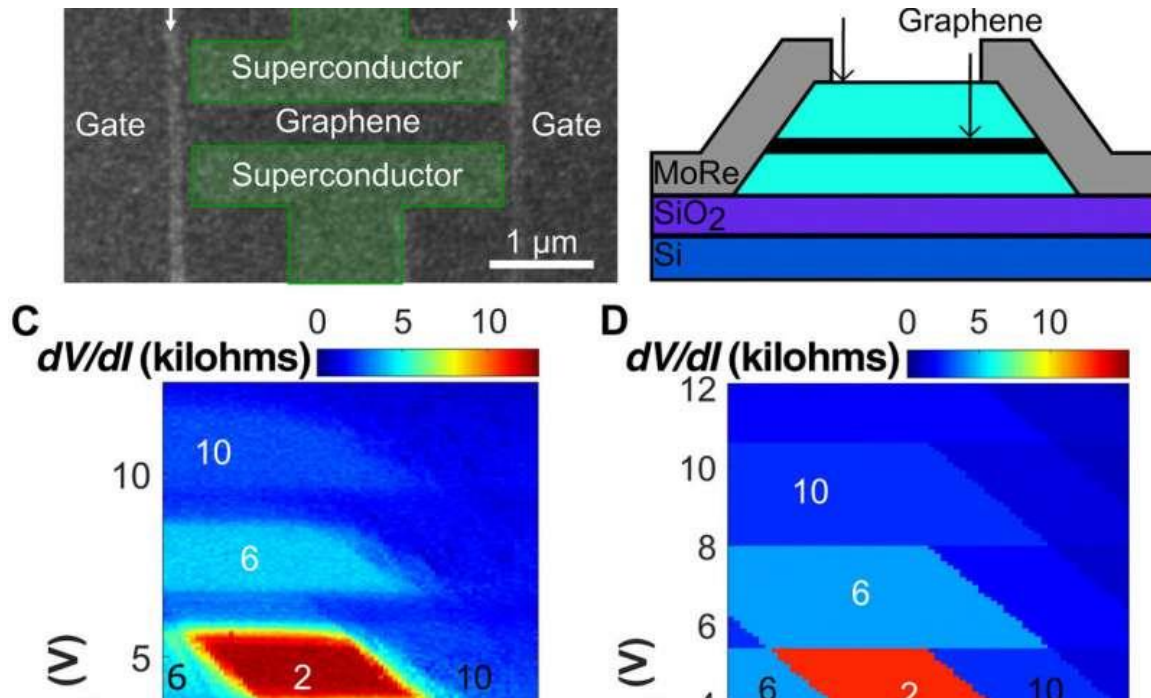 Superconductor
Gate Graphene Gate
Superconductor
1 µm
Graphene
MoRe
SiO2
Si
C 0 5 10
dV/dI (kilohms)
10
10
6
5
6 2 10
(V)
D 0 5 10
dV/dI (kilohms)
12
10
10
8
6
6
6 2 10
(V)